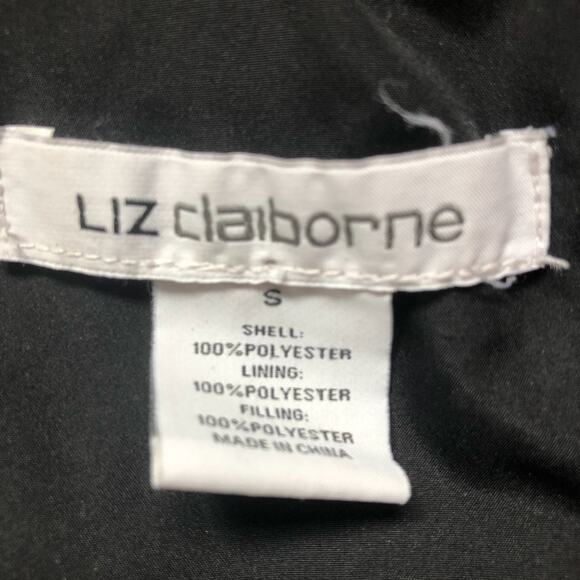 LIZ claiborne
S
SHELL:
100%POLYESTER
LINING:
100%POLYESTER
FILLING:
100%POLYESTER
MADE IN CHINA